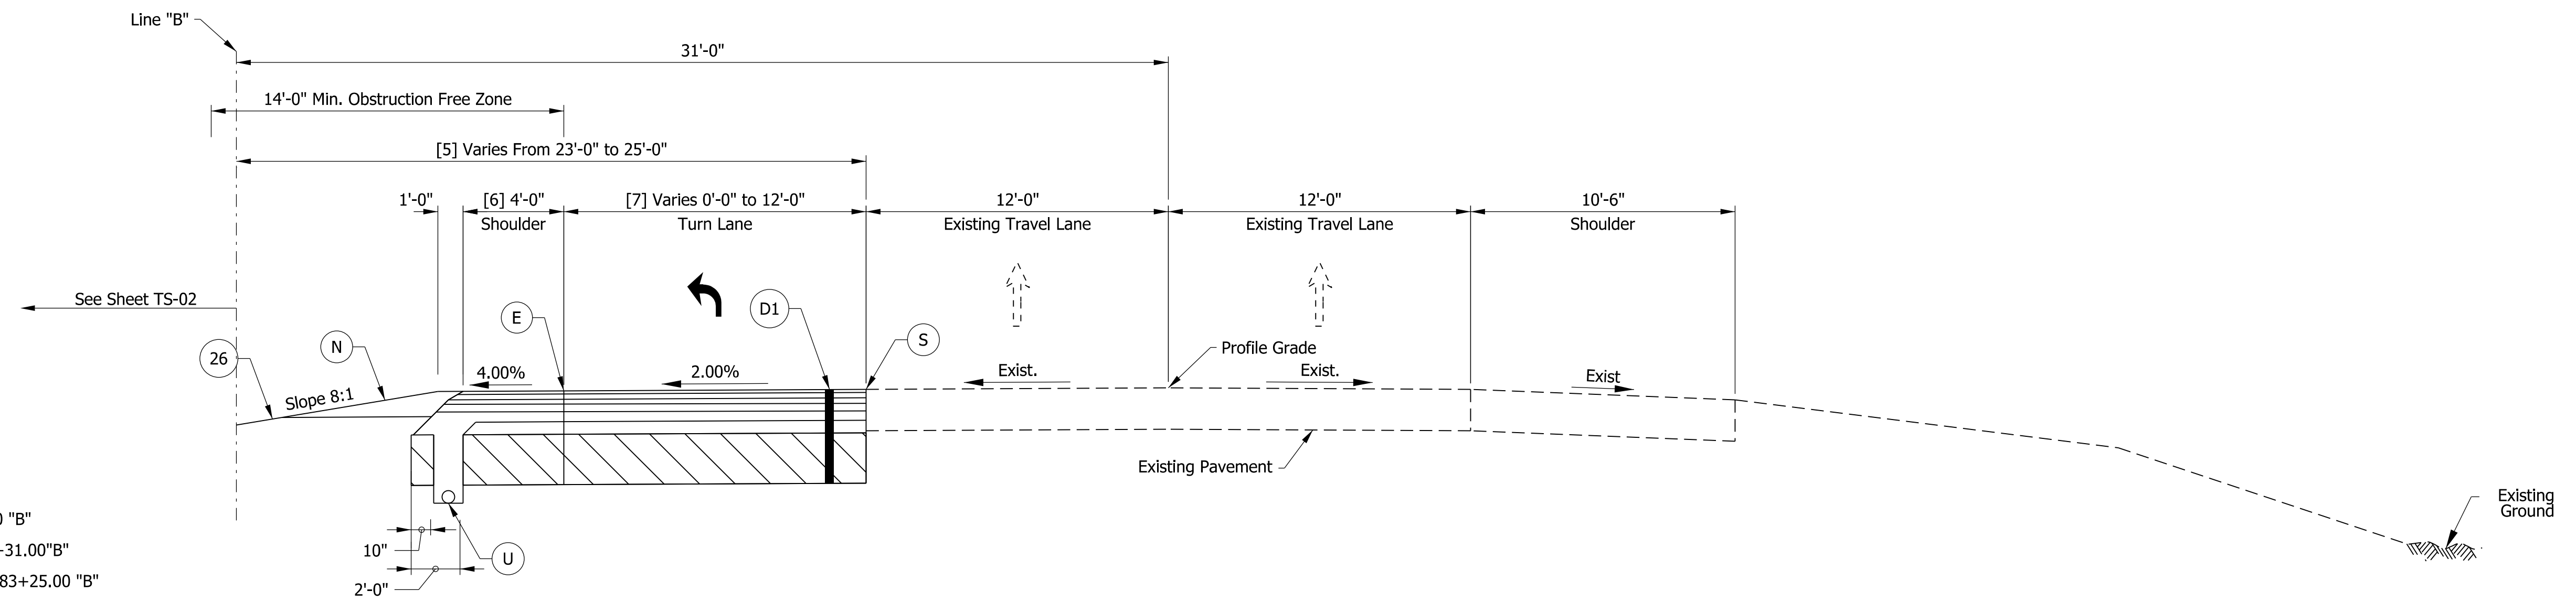 Line "B"
31'-0"
14'-0" Min. Obstruction Free Zone
[5] Varies From 23'-0" to 25'-0"
1'-0"
[6] 4'-0"
Shoulder
[7] Varies 0'-0" to 12'-0"
Turn Lane
12'-0"
Existing Travel Lane
12'-0"
Existing Travel Lane
10'-6"
Shoulder
See Sheet TS-02
26
N
E
D1
S
Profile Grade
Slope 8:1
4.00%
2.00%
Exist.
Exist.
Exist
Existing Pavement
Existing
Ground
0 "B"
-31.00"B"
83+25.00 "B"
10"
2'-0"
U